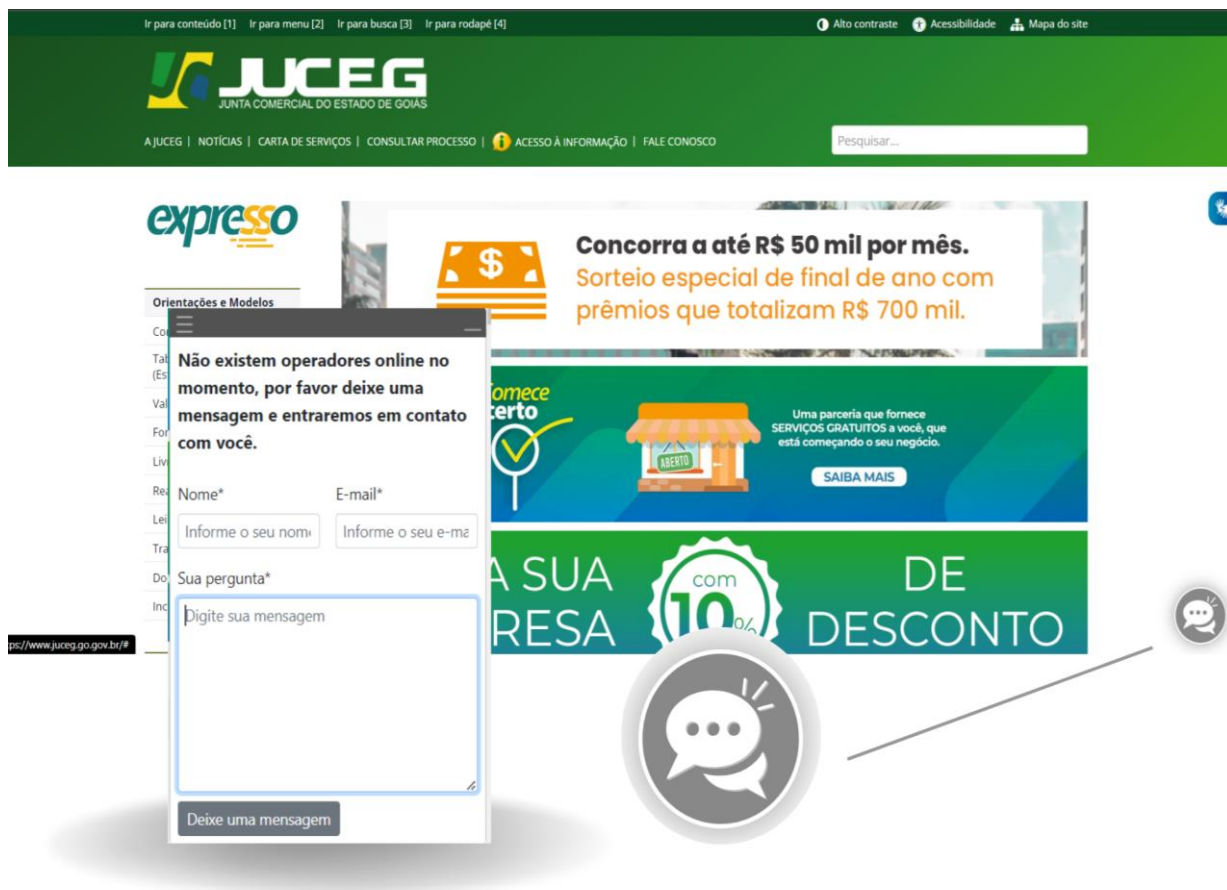 Ir para conteúdo [1] Ir para menu [2] Ir para busca [3] Ir para rodapé [4]
Alto contraste Acessibilidade Mapa do site
JUCEG
JUNTA COMERCIAL DO ESTADO DE GOIÁS
A JUCEG | NOTÍCIAS | CARTA DE SERVIÇOS | CONSULTAR PROCESSO | ACESSO À INFORMAÇÃO | FALE CONOSCO
Pesquisar...
expresso
Orientações e Modelos
$
Concorra a até R$ 50 mil por mês.
Sorteio especial de final de ano com
prêmios que totalizam R$ 700 mil.
Não existem operadores online no
momento, por favor deixe uma
mensagem e entraremos em contato
com você.
Nome* E-mail*
Informe o seu nom Informe o seu e-ma
Sua pergunta*
Digite sua mensagem
Deixe uma mensagem
certo
ABERTO
Uma parceria que fornece
SERVIÇOS GRATUITOS a você, que
está começando o seu negócio.
SAIBA MAIS
A SUA
RESA
com
10%
DE
DESCONTO
ps://www.juceg.go.gov.br/#